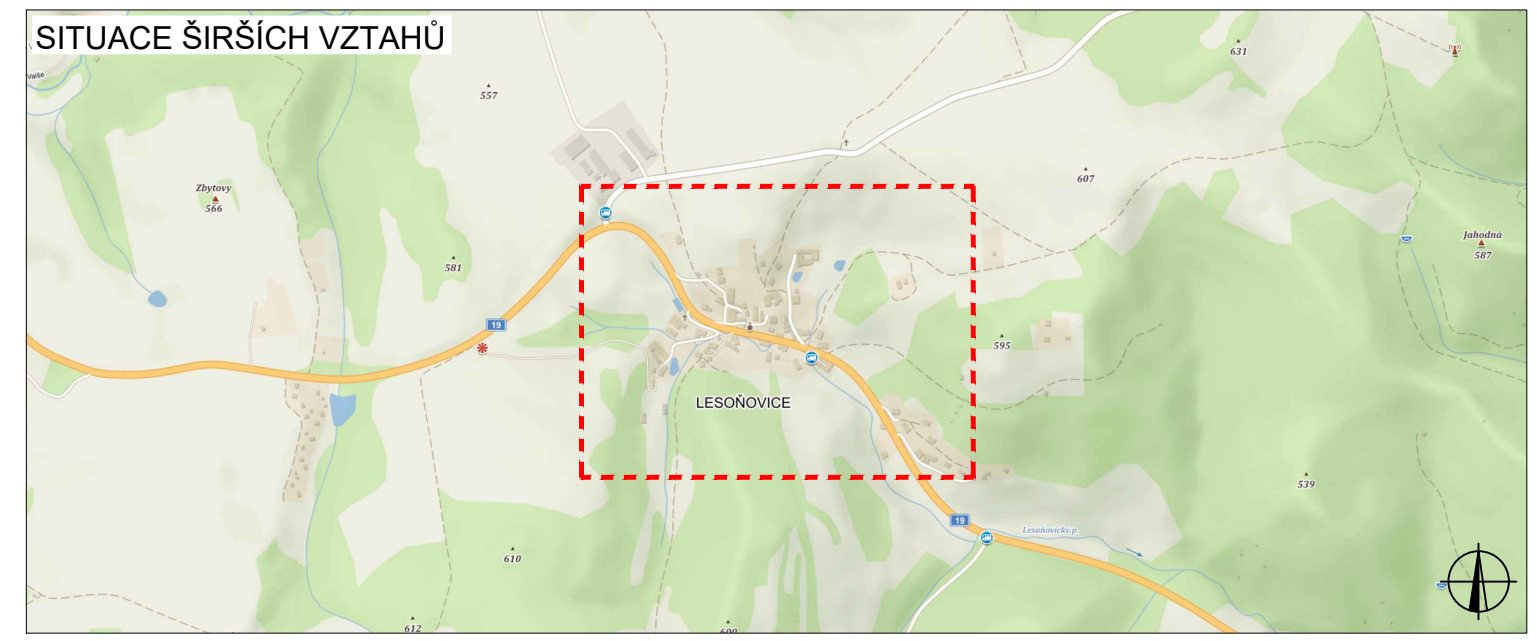 SITUACE ŠIRŠÍCH VZTAHŮ
631
557
Zbytovy
566
607
Jahodná
587
581
19
595
LESOŇOVICE
539
19
Lesoňovický p.
610
612
600